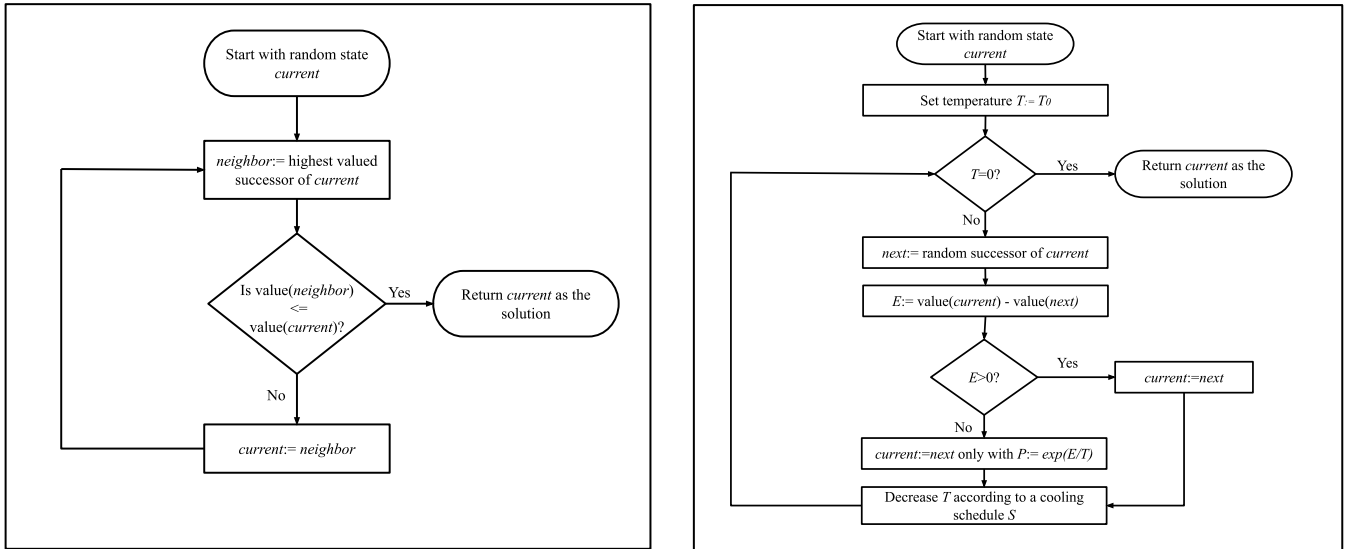 Start with random state
current
neighbor:= highest valued
successor of current
Is value(neighbor)
<=
value(current)?
Yes
Return current as the
solution
No
current:= neighbor
Start with random state
current
Set temperature T:= T0
T=0?
Yes
Return current as the
solution
No
next:= random successor of current
E:= value(current) - value(next)
E>0?
Yes
current:=next
No
current:=next only with P:= exp(E/T)
Decrease T according to a cooling
schedule S